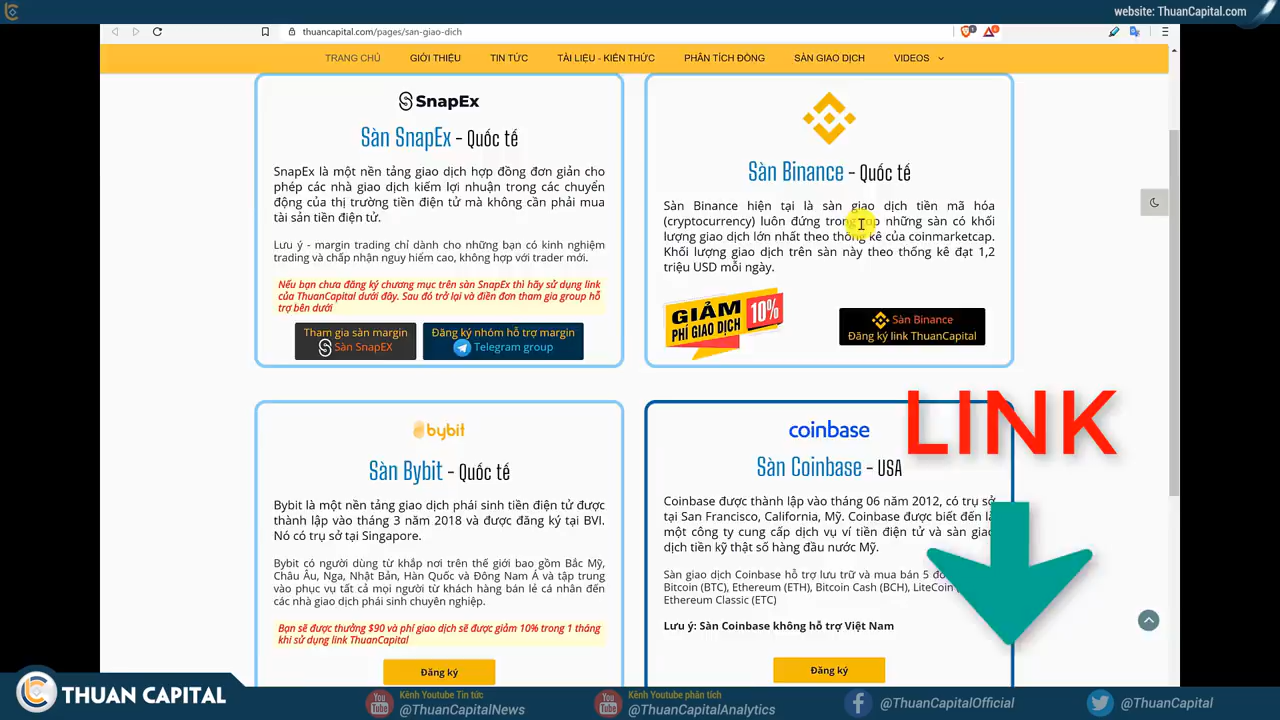 website: ThuanCapital.com
thuancapital.com/pages/san-giao-dich
TRANG CHỦ
GIỚI THIỆU
TIN TỨC
TÀI LIỆU - KIẾN THỨC
PHÂN TÍCH ĐÒNG
SÀN GIAO DỊCH
VIDEOS
SnapEx
Sàn SnapEx - Quốc tế
SnapEx là một nền tảng giao dịch hợp đồng đơn giản cho
phép các nhà giao dịch kiếm lợi nhuận trong các chuyển
động của thị trường tiền điện tử mà không cần phải mua
tài sản tiền điện tử.
Lưu ý - margin trading chỉ dành cho những bạn có kinh nghiệm
trading và chấp nhận nguy hiểm cao, không hợp với trader mới.
Nếu bạn chưa đăng ký chương mục trên sàn SnapEx thì hãy sử dụng link
của ThuanCapital dưới đây. Sau đó trở lại và điền đơn tham gia group hỗ
trợ bên dưới
Tham gia sàn margin
Sàn SnapEX
Đăng ký nhóm hỗ trợ margin
Telegram group
Sàn Binance - Quốc tế
Sàn Binance hiện tại là sàn giao dịch tiền mã hóa
(cryptocurrency) luôn đứng trong những sàn có khối
lượng giao dịch lớn nhất theo thống kê của coinmarketcap.
Khối lượng giao dịch trên sàn này theo thống kê đạt 1,2
triệu USD mỗi ngày.
GIẢM 10%
PHÍ GIAO DỊCH
Sàn Binance
Đăng ký link ThuanCapital
bybit
Sàn Bybit - Quốc tế
Bybit là một nền tảng giao dịch phái sinh tiền điện tử được
thành lập vào tháng 3 năm 2018 và được đăng ký tại BVI.
Nó có trụ sở tại Singapore.
Bybit có người dùng từ khắp nơi trên thế giới bao gồm Bắc Mỹ,
Châu Âu, Nga, Nhật Bản, Hàn Quốc và Đông Nam Á và tập trung
vào phục vụ tất cả mọi người từ khách hàng bán lẻ cá nhân đến
các nhà giao dịch phái sinh chuyên nghiệp.
Bạn sẽ được thưởng $90 và phí giao dịch sẽ được giảm 10% trong 1 tháng
khi sử dụng link ThuanCapital
Đăng ký
coinbase
Sàn Coinbase - USA
Coinbase được thành lập vào tháng 06 năm 2012, có trụ sở
tại San Francisco, California, Mỹ. Coinbase được biết đến là
một công ty cung cấp dịch vụ ví tiền điện tử và sàn giao
dịch tiền kỹ thật số hàng đầu nước Mỹ.
Sàn giao dịch Coinbase hỗ trợ lưu trữ và mua bán 5
Bitcoin (BTC), Ethereum (ETH), Bitcoin Cash (BCH), LiteCoin
Ethereum Classic (ETC)
Lưu ý: Sàn Coinbase không hỗ trợ Việt Nam
Đăng ký
LINK
THUAN CAPITAL
Kênh Youtube Tin tức:
@ThuanCapitalNews
Kênh Youtube phân tích
@ThuanCapitalAnalytics
@ThuanCapitalOfficial
@ThuanCapital